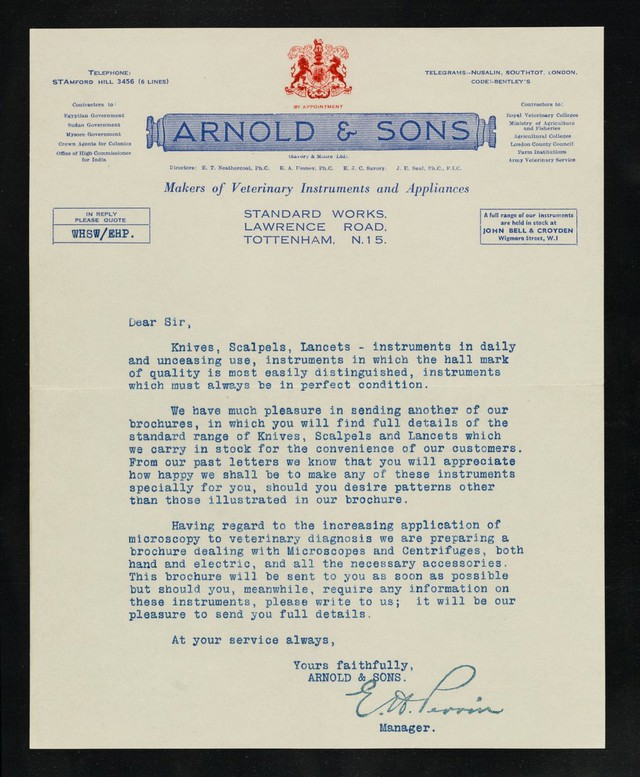 TELEPHONE:
STAMFORD HILL 3456 (6 LINES)
TELEGRAMS—NUSALIN, SOUTHTOT, LONDON.
CODE:-BENTLEY'S
BY APPOINTMENT
Contractors to:
Egyptian Government
Sudan Government
Mysore Government
Crown Agents for Colonies
Office of High Commissioner
for India
ARNOLD & SONS
(Savory & Moore Ltd)
Directors: E. T. Neathercoat, Ph.C. E. A. Pinney, Ph.C. E. J. C. Savory. J. E. Seal, Ph.C., F.I.C.
Contractors to:
Royal Veterinary Colleges
Ministry of Agriculture
and Fisheries
Agricultural Colleges
London County Council
Farm Institutions
Army Veterinary Service
Makers of Veterinary Instruments and Appliances
IN REPLY
PLEASE QUOTE
WHSW/EHP.
STANDARD WORKS,
LAWRENCE ROAD,
TOTTENHAM, N.15.
A full range of our instruments
are held in stock at
JOHN BELL & CROYDEN
Wigmore Street, W.1
Dear Sir,
Knives, Scalpels, Lancets - instruments in daily
and unceasing use, instruments in which the hall mark
of quality is most easily distinguished, instruments
which must always be in perfect condition.
We have much pleasure in sending another of our
brochures, in which you will find full details of the
standard range of Knives, Scalpels and Lancets which
we carry in stock for the convenience of our customers.
From our past letters we know that you will appreciate
how happy we shall be to make any of these instruments
specially for you, should you desire patterns other
than those illustrated in our brochure.
Having regard to the increasing application of
microscopy to veterinary diagnosis we are preparing a
brochure dealing with Microscopes and Centrifuges, both
hand and electric, and all the necessary accessories.
This brochure will be sent to you as soon as possible
but should you, meanwhile, require any information on
these instruments, please write to us; it will be our
pleasure to send you full details.
At your service always,
Yours faithfully,
ARNOLD & SONS.
E. H. Perrin
Manager.